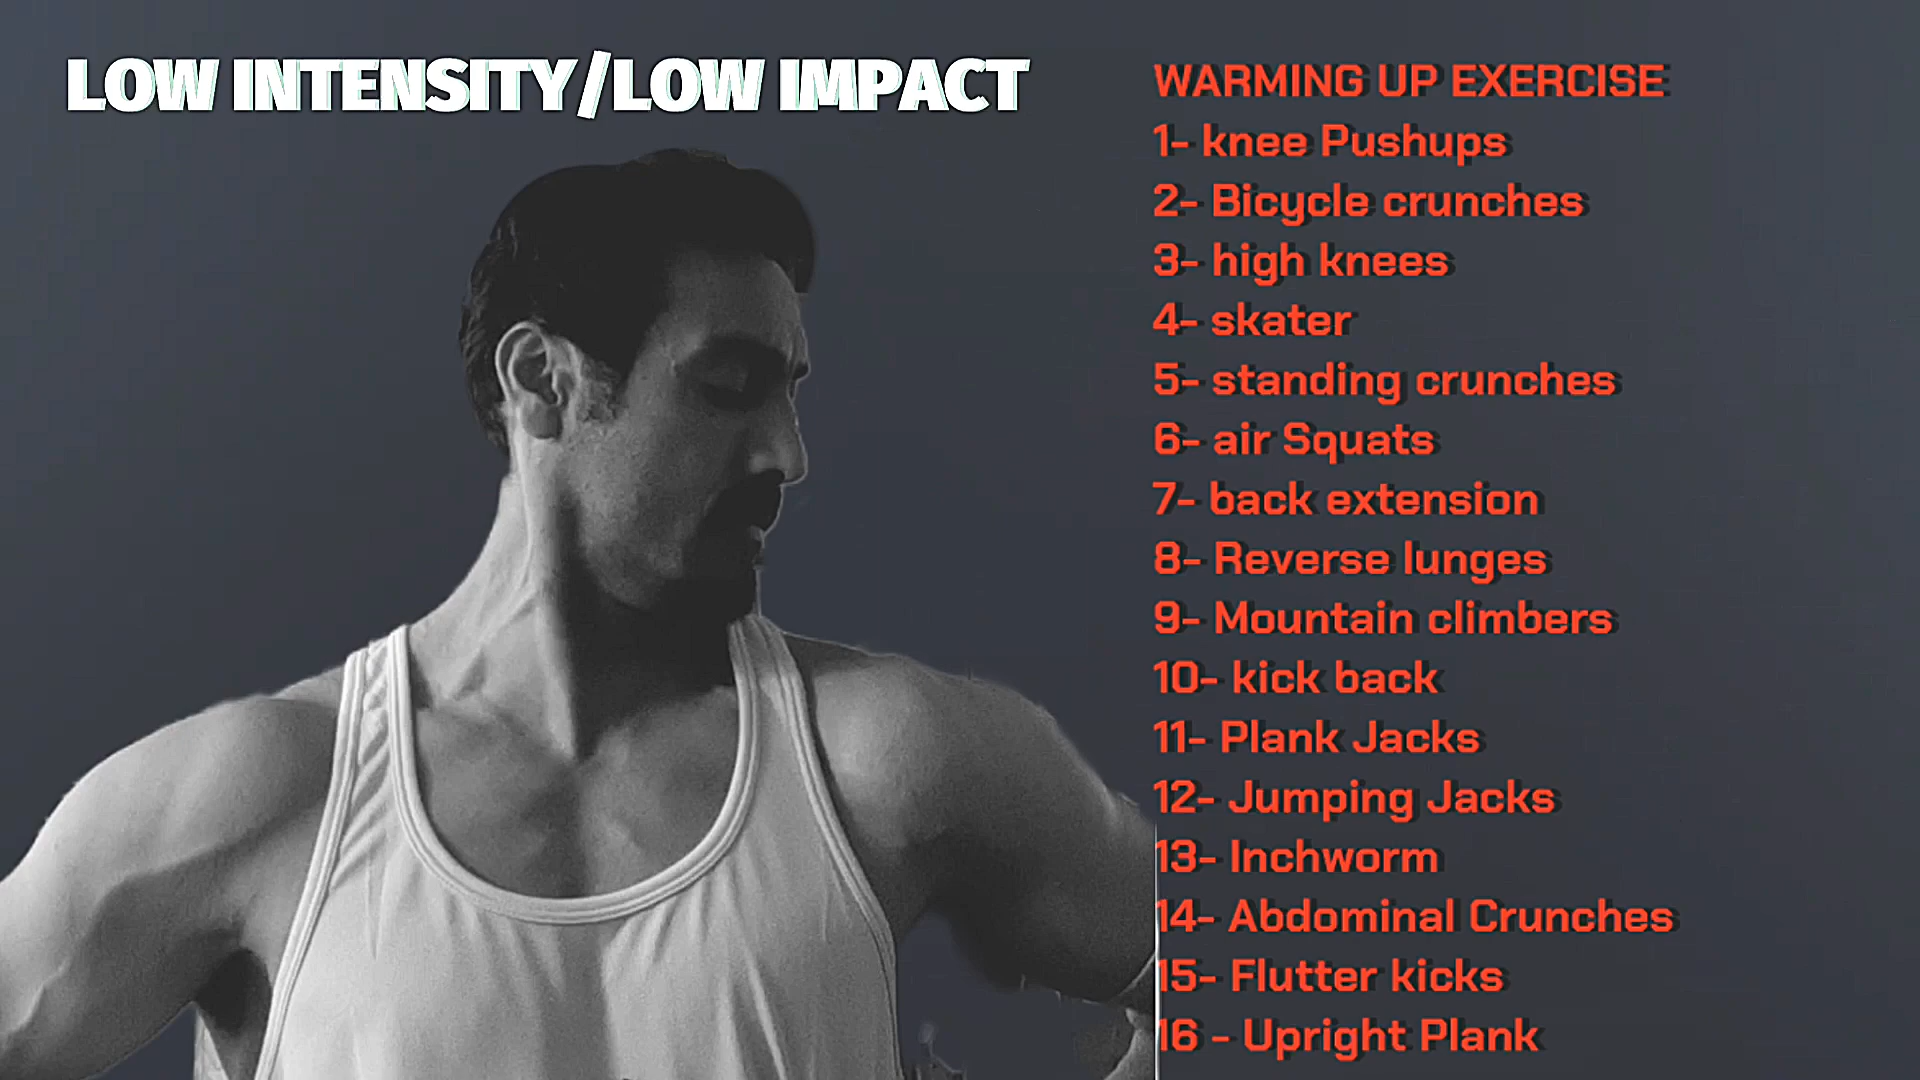 LOW INTENSITY/LOW IMPACT
WARMING UP EXERCISE
1- knee Pushups
2- Bicycle crunches
3- high knees
4- skater
5- standing crunches
6- air Squats
7- back extension
8- Reverse lunges
9- Mountain climbers
10- kick back
11- Plank Jacks
12- Jumping Jacks
13- Inchworm
14- Abdominal Crunches
15- Flutter kicks
16 - Upright Plank